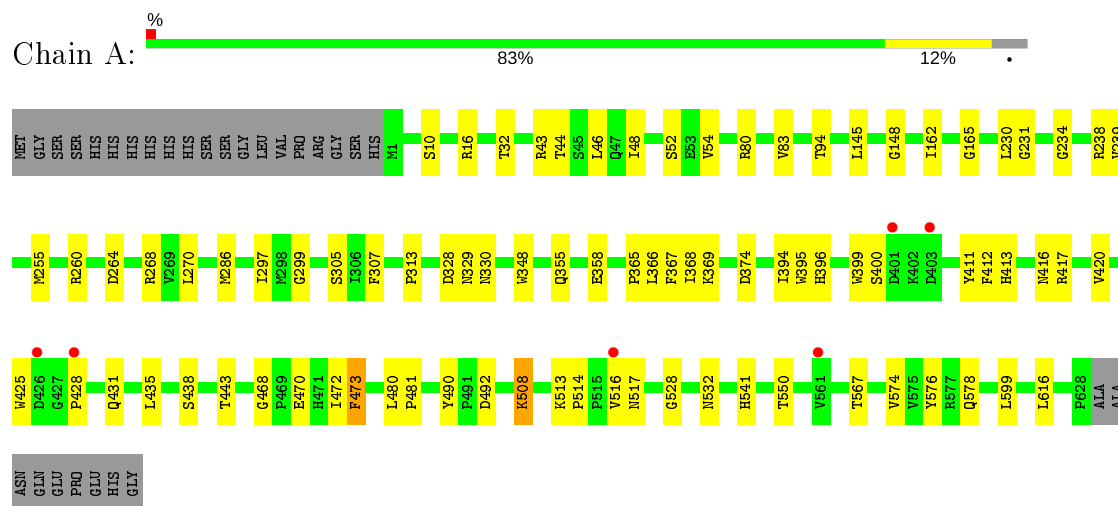 %
Chain A:
83% 12% •
MET GLY SER SER HIS HIS HIS HIS HIS HIS SER SER GLY LEU VAL PRO ARG GLY SER HIS M1 S10 R16 T32 R43 T44 S45 L46 Q47 I48 S52 E53 V54 R80 V83 T94 L145 G148 I162 G165 L230 G231 G234 R238
M255 R260 D264 R268 V269 L270 M286 I297 M298 G299 S305 I306 F307 P313 D328 N329 N330 W348 Q355 E358 P365 L366 F367 I368 K369 D374 I394 W395 H396 W399 S400 D401 K402 D403 Y411 F412 H413 N416 R417 V420
W425 D426 G427 P428 Q431 L435 S438 T443 G468 P469 E470 H471 I472 F473 L480 P481 Y490 P491 D492 K508 K513 P514 P515 V516 N517 G528 N532 H541 T550 V561 T567 V574 V575 Y576 R577 Q578 L599 L616 P628 ALA ALA
ASN GLN GLU PRO GLU HIS GLY